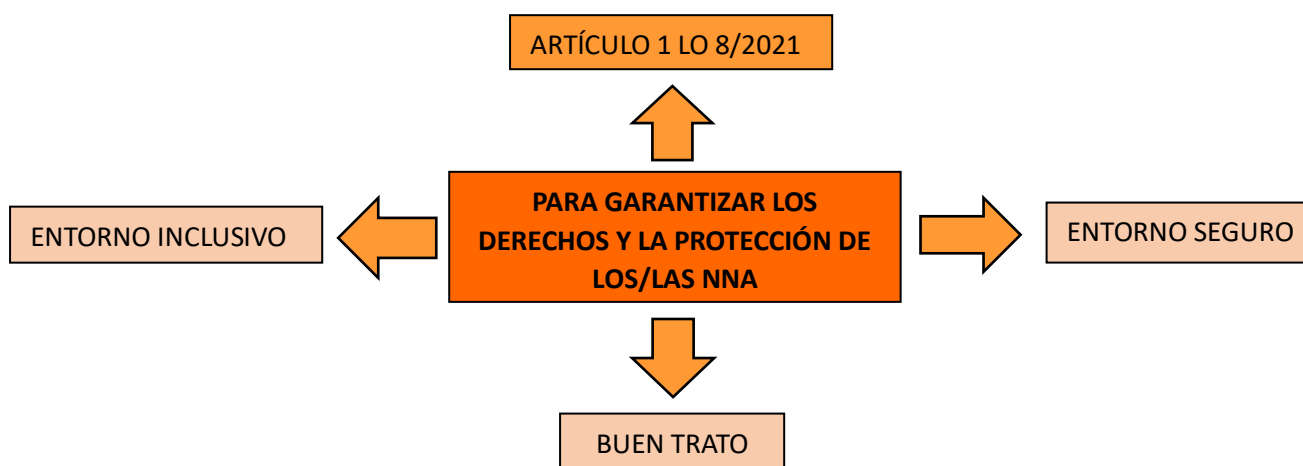 ARTÍCULO 1 LO 8/2021
PARA GARANTIZAR LOS
DERECHOS Y LA PROTECCIÓN DE
LOS/LAS NNA
ENTORNO INCLUSIVO
ENTORNO SEGURO
BUEN TRATO